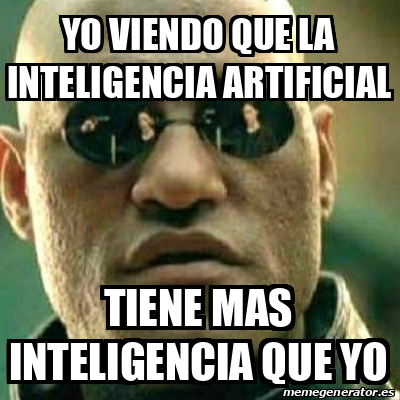 YO VIENDO QUE LA
INTELIGENCIA ARTIFICIAL
TIENE MAS
INTELIGENCIA QUE YO
memegenerator.es